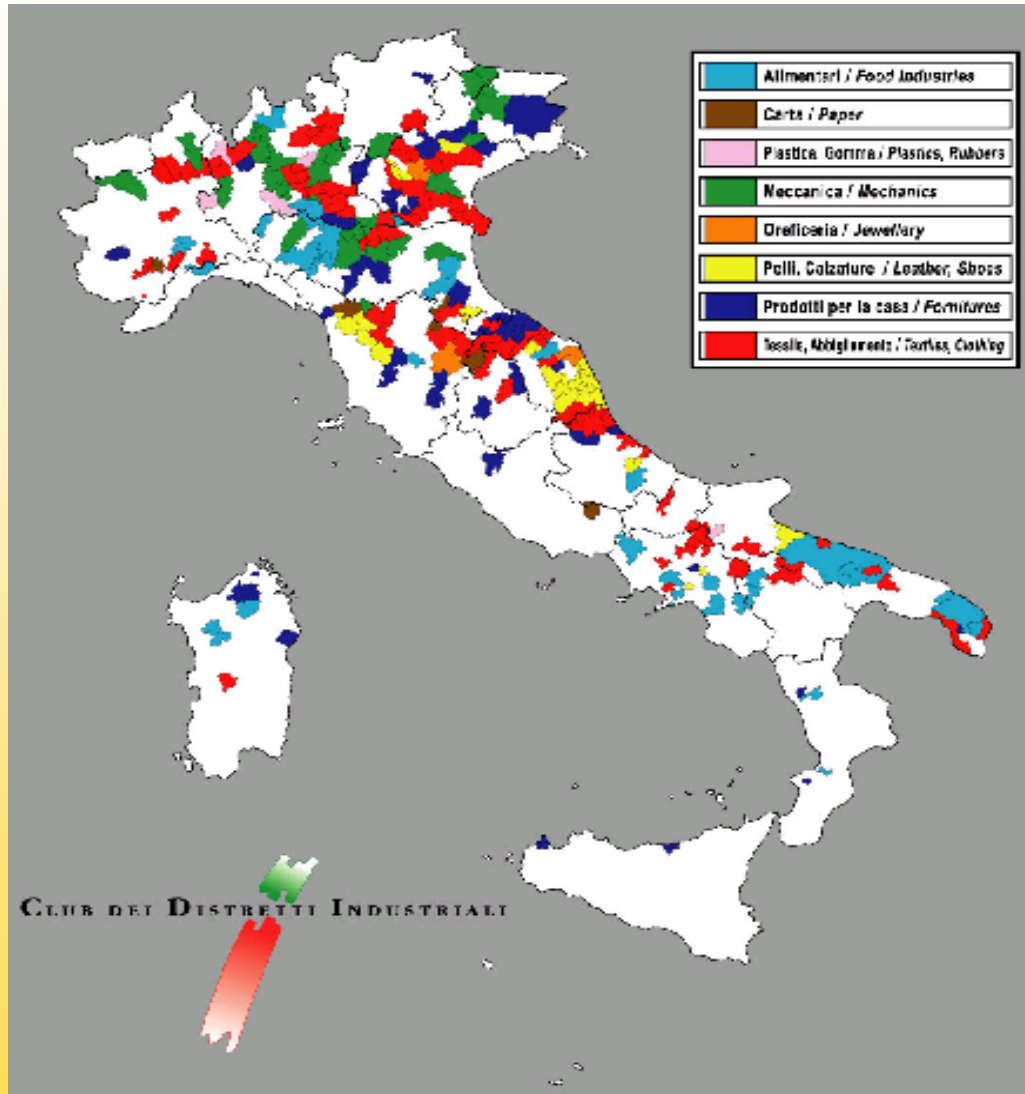 Alimentari / Food Industries
Carta / Paper
Plastica, Gomma / Plastics, Rubbers
Meccanica / Mechanics
Oreficeria / Jewellery
Pelli, Calzature / Leather, Shoes
Prodotti per la casa / Fornitures
Tessile, Abbigliamento / Textiles, Clothing
CLUB DEI DISTRETTI INDUSTRIALI